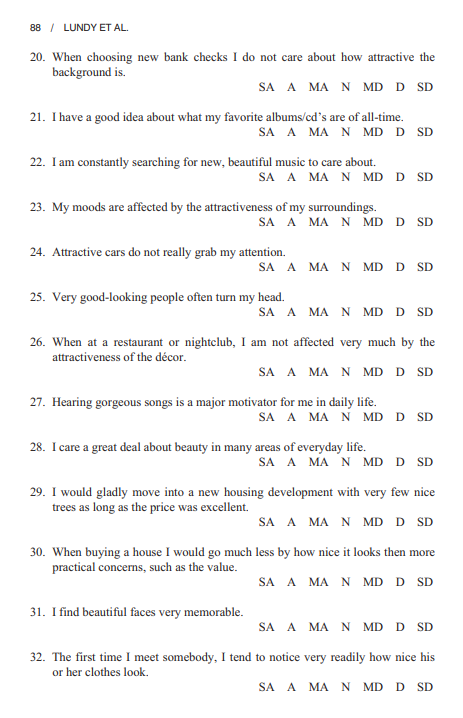 88 / LUNDY ET AL.
20. When choosing new bank checks I do not care about how attractive the
background is.
SA A MA N MD D SD
21. I have a good idea about what my favorite albums/cd's are of all-time.
SA A MA N MD D SD
22. I am constantly searching for new, beautiful music to care about.
SA A MA N MD D SD
23. My moods are affected by the attractiveness of my surroundings.
SA A MA N MD D SD
24. Attractive cars do not really grab my attention.
SA A MA N MD D SD
25. Very good-looking people often turn my head.
SA A MA N MD D SD
26. When at a restaurant or nightclub, I am not affected very much by the
attractiveness of the décor.
SA A MA N MD D SD
27. Hearing gorgeous songs is a major motivator for me in daily life.
SA A MA N MD D SD
28. I care a great deal about beauty in many areas of everyday life.
SA A MA N MD D SD
29. I would gladly move into a new housing development with very few nice
trees as long as the price was excellent.
SA A MA N MD D SD
30. When buying a house I would go much less by how nice it looks then more
practical concerns, such as the value.
SA A MA N MD D SD
31. I find beautiful faces very memorable.
SA A MA N MD D SD
32. The first time I meet somebody, I tend to notice very readily how nice his
or her clothes look.
SA A MA N MD D SD